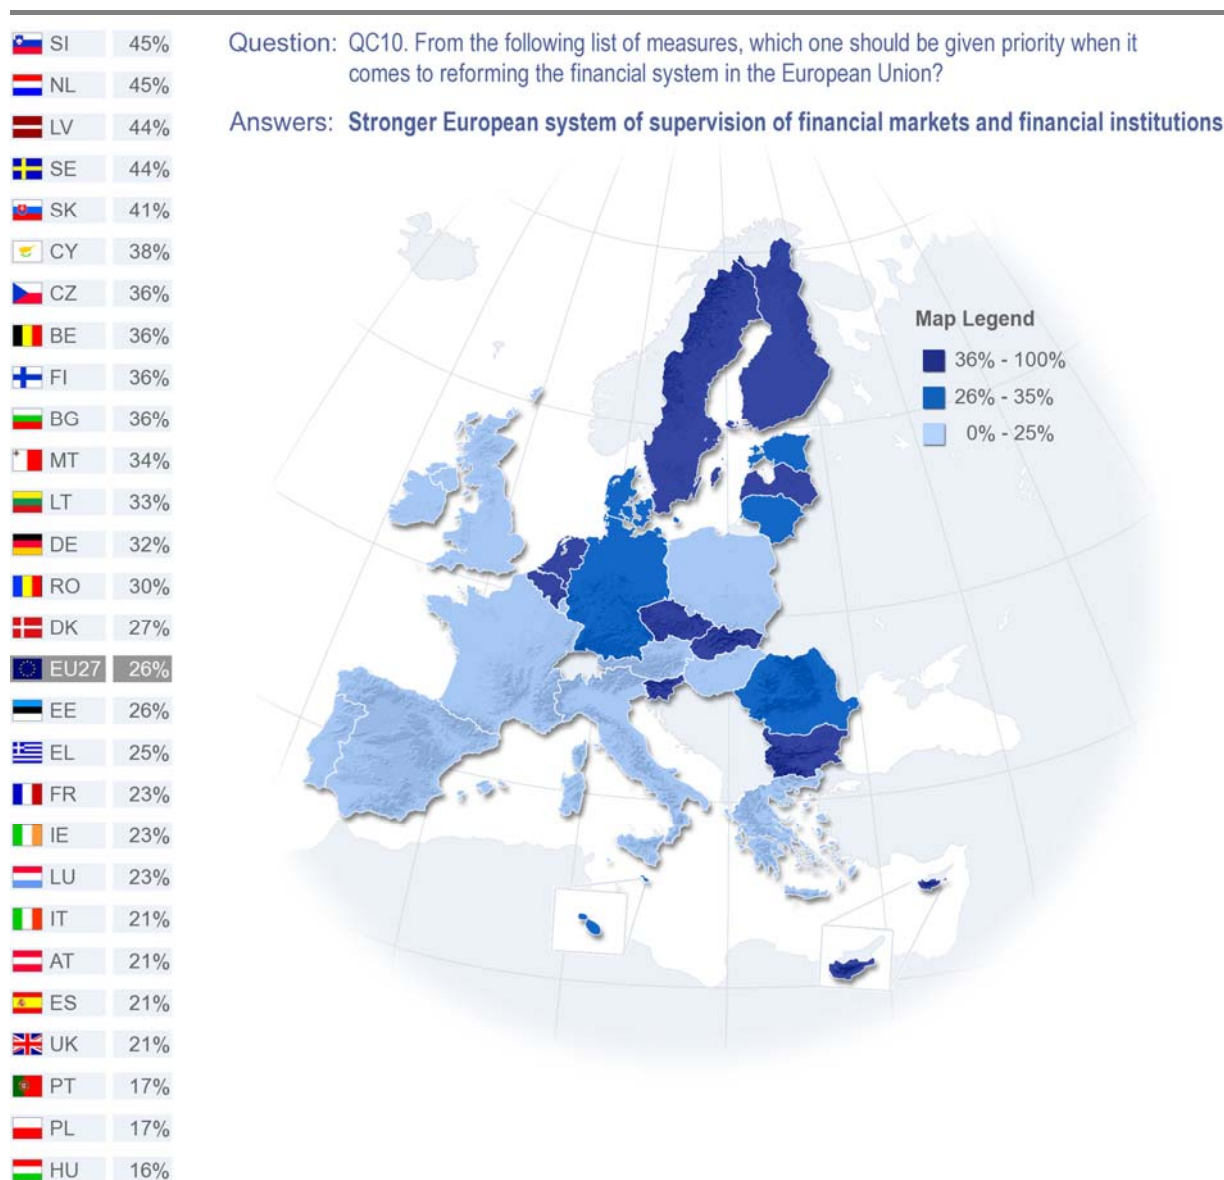 SI 45%
NL 45%
LV 44%
SE 44%
SK 41%
CY 38%
CZ 36%
BE 36%
FI 36%
BG 36%
MT 34%
LT 33%
DE 32%
RO 30%
DK 27%
EU27 26%
EE 26%
EL 25%
FR 23%
IE 23%
LU 23%
IT 21%
AT 21%
ES 21%
UK 21%
PT 17%
PL 17%
HU 16%
Question: QC10. From the following list of measures, which one should be given priority when it
comes to reforming the financial system in the European Union?
Answers: Stronger European system of supervision of financial markets and financial institutions
Map Legend
36% - 100%
26% - 35%
0% - 25%